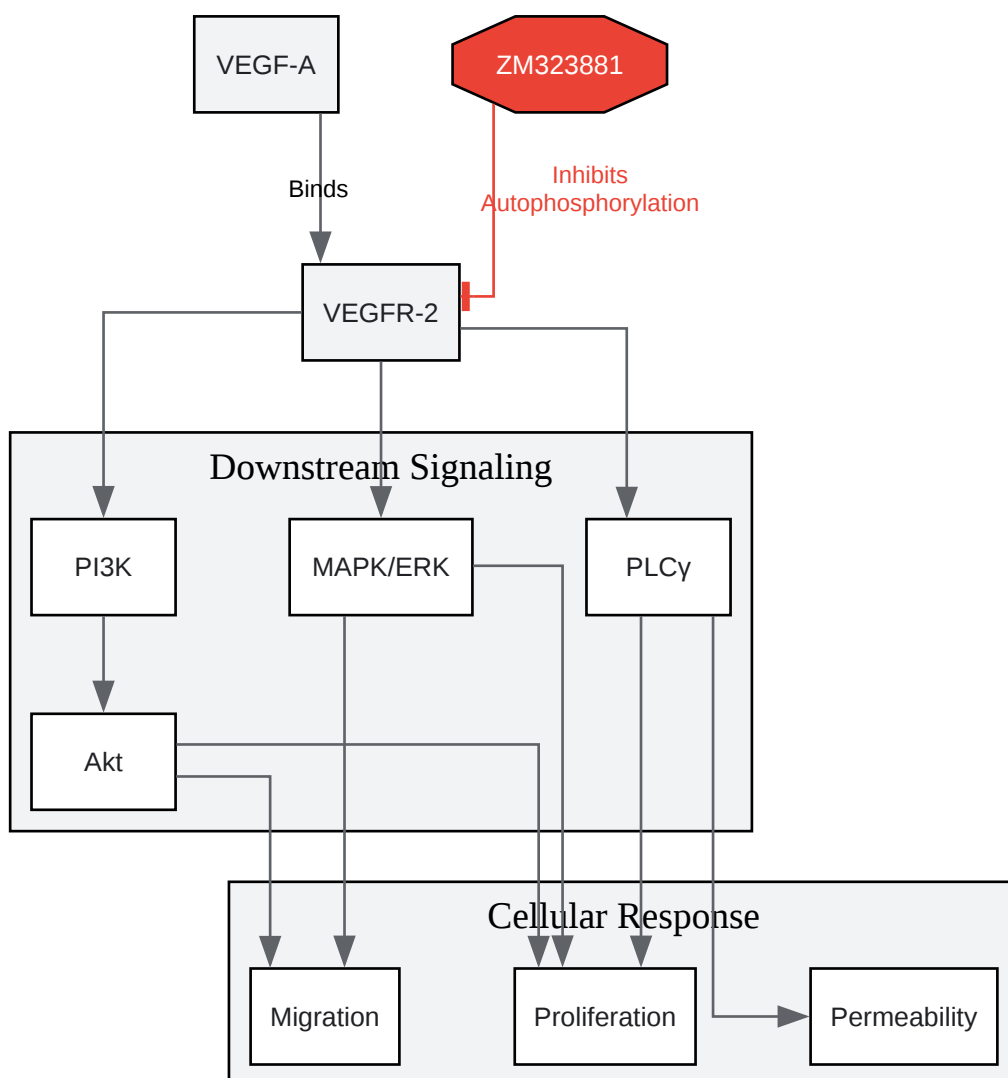 VEGF-A
ZM323881
Binds
Inhibits
Autophosphorylation
VEGFR-2
Downstream Signaling
PI3K
MAPK/ERK
PLCγ
Akt
Cellular Response
Migration
Proliferation
Permeability